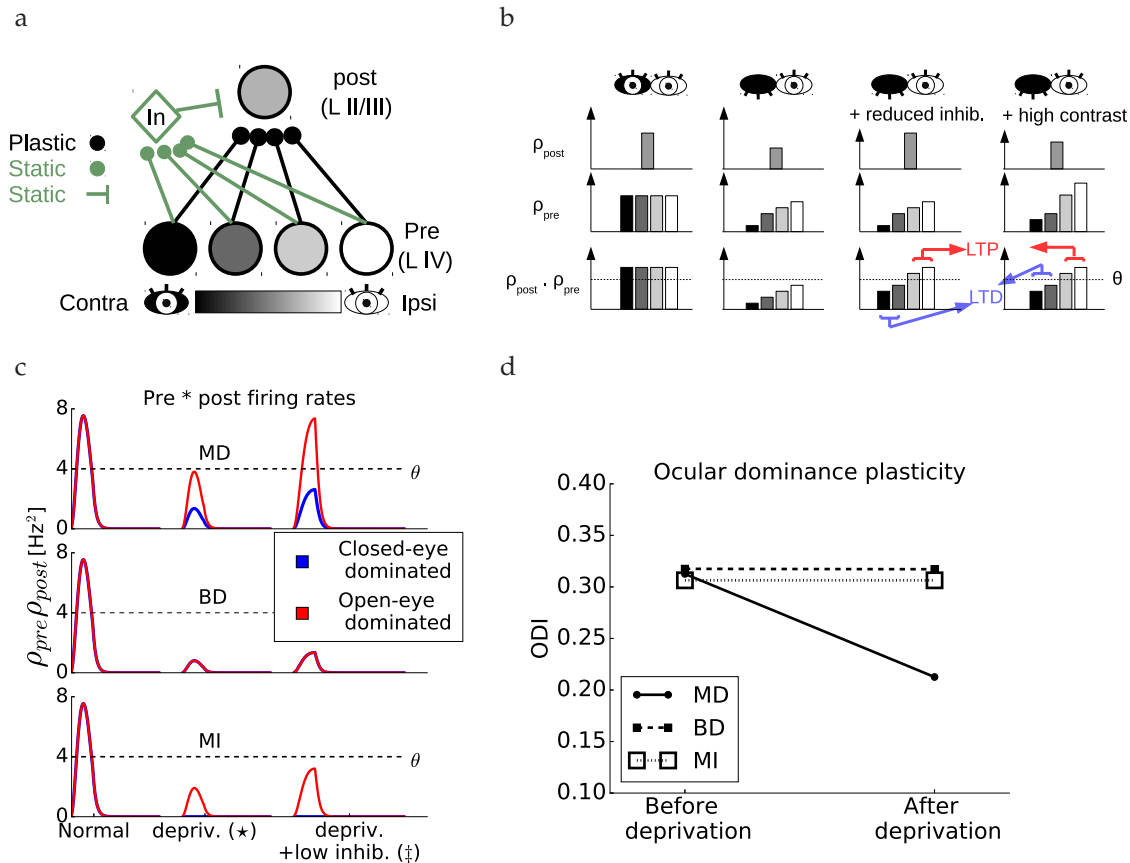 a
post
(L II/III)
In
Plastic
Static
Static
Pre
(L IV)
Contra
Ipsi
b
+ reduced inhib.
+ high contrast
ρpost
ρpre
ρpost . ρpre
LTP
LTD
θ
c
Pre * post firing rates
8
MD
4
θ
0
Closed-eye
dominated
Open-eye
dominated
8
BD
4
0
8
MI
4
θ
0
ρpreρpost[Hz²]
Normal
depriv. (⋆)
depriv.
+low inhib. (‡)
d
Ocular dominance plasticity
0.40
0.35
0.30
0.25
0.20
0.15
0.10
ODI
MD
BD
MI
Before
deprivation
After
deprivation